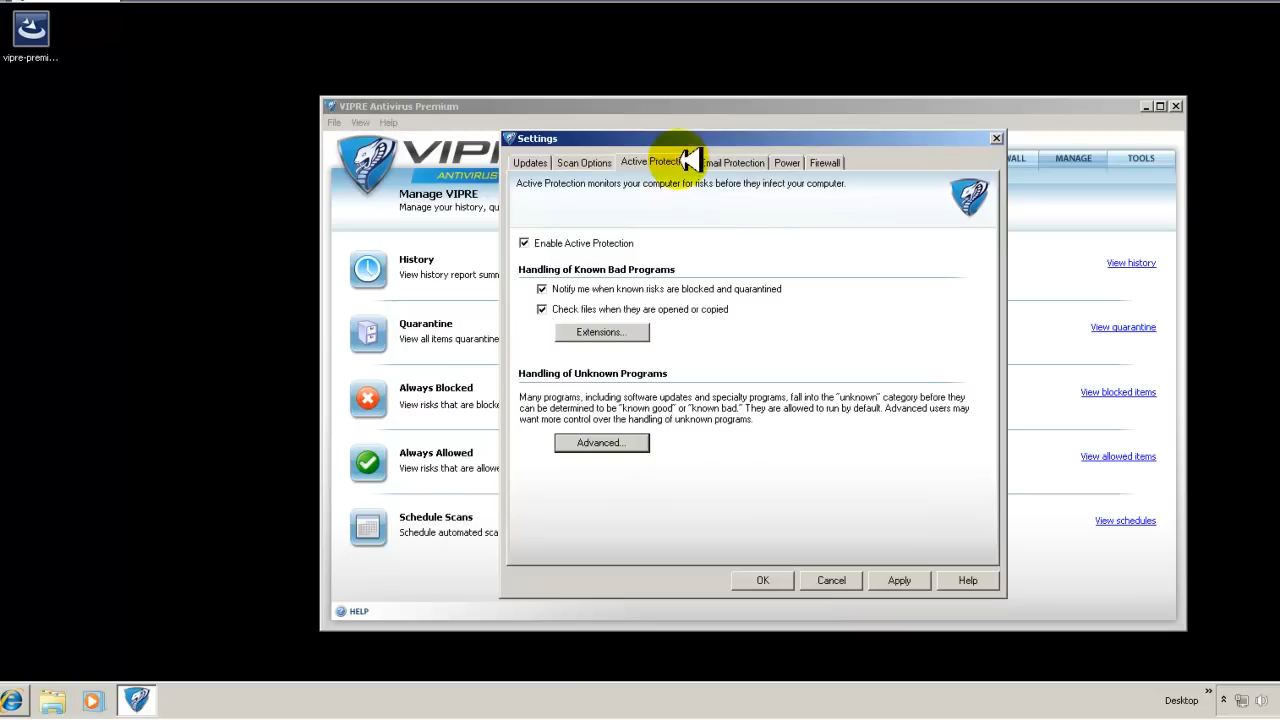 vipre-premi...
VIPRE Antivirus Premium
File View Help
VIPR
ANTIVIRUS
MANAGE
TOOLS
Manage VIPRE
Manage your history, qu
History
View history report summ
View history
Quarantine
View all items quarantine
View quarantine
Always Blocked
View risks that are blocke
View blocked items
Always Allowed
View risks that are allowe
View allowed items
Schedule Scans
Schedule automated sca
View schedules
HELP
Settings
Updates Scan Options Active Protecti mail Protection Power Firewall
Active Protection monitors your computer for risks before they infect your computer.
Enable Active Protection
Handling of Known Bad Programs
Notify me when known risks are blocked and quarantined
Check files when they are opened or copied
Extensions...
Handling of Unknown Programs
Many programs, including software updates and specialty programs, fall into the "unknown" category before they
can be determined to be "known good" or "known bad." They are allowed to run by default. Advanced users may
want more control over the handling of unknown programs.
Advanced...
OK Cancel Apply Help
Desktop